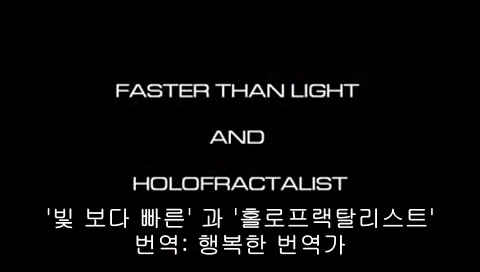 FASTER THAN LIGHT
AND
HOLOFRACTALIST
'빛 보다 빠른' 과 '홀로프랙탈리스트'
번역: 행복한 번역가